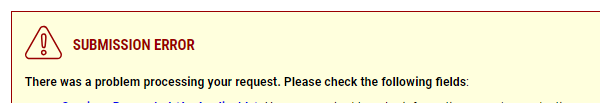 SUBMISSION ERROR
There was a problem processing your request. Please check the following fields: